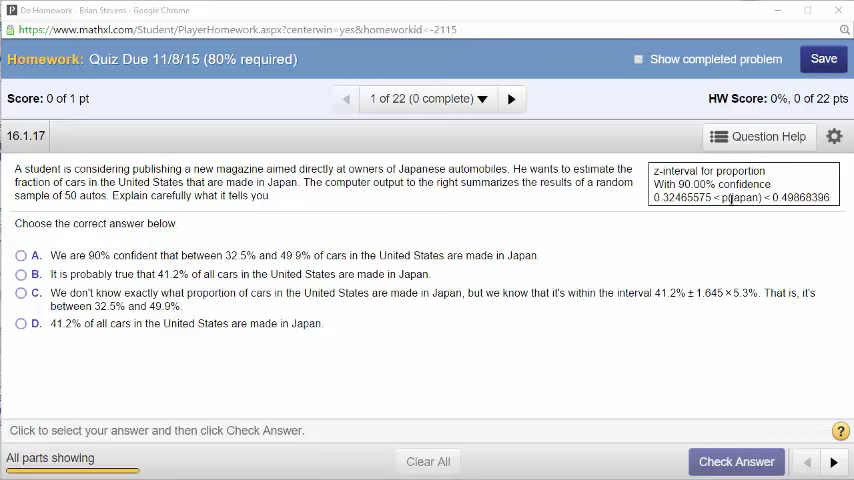 Do Homework - Brian Stevens - Google Chrome
https://www.mathxl.com/Student/PlayerHomework.aspx?centerwin=yes&homeworkid=-2115
Homework: Quiz Due 11/8/15 (80% required)
Show completed problem
Save
Score: 0 of 1 pt
1 of 22 (0 complete)
HW Score: 0%, 0 of 22 pts
16.1.17
Question Help
A student is considering publishing a new magazine aimed directly at owners of Japanese automobiles. He wants to estimate the
fraction of cars in the United States that are made in Japan. The computer output to the right summarizes the results of a random
sample of 50 autos. Explain carefully what it tells you.
z-interval for proportion
With 90.00% confidence
0.32465575 < p(japan) < 0.49868396
Choose the correct answer below.
A. We are 90% confident that between 32.5% and 49.9% of cars in the United States are made in Japan.
B. It is probably true that 41.2% of all cars in the United States are made in Japan.
C. We don't know exactly what proportion of cars in the United States are made in Japan, but we know that it's within the interval 41.2% ± 1.645 × 5.3%. That is, it's
between 32.5% and 49.9%.
D. 41.2% of all cars in the United States are made in Japan.
Click to select your answer and then click Check Answer.
?
All parts showing
Clear All
Check Answer